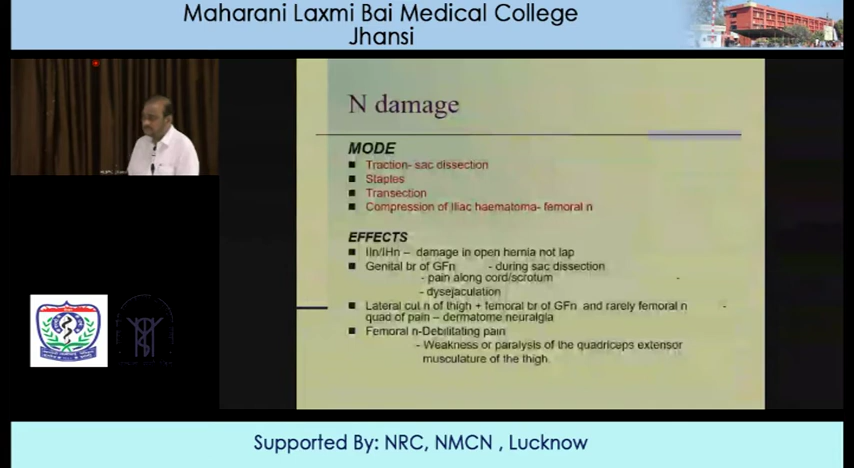 Maharani Laxmi Bai Medical College
Jhansi
N damage
MODE
Traction- sac dissection
Staples
Transection
Compression of Iliac haematoma- femoral n
EFFECTS
IIn/IHn – damage in open hernia not lap
Genital br of GFn - during sac dissection
- pain along cord/scrotum
- dysejaculation
Lateral cut n of thigh + femoral br of GFn and rarely femoral n
quad of pain – dermatome neuralgia
Femoral n-Debilitating pain
- Weakness or paralysis of the quadriceps extensor
musculature of the thigh.
Supported By: NRC, NMCN , Lucknow